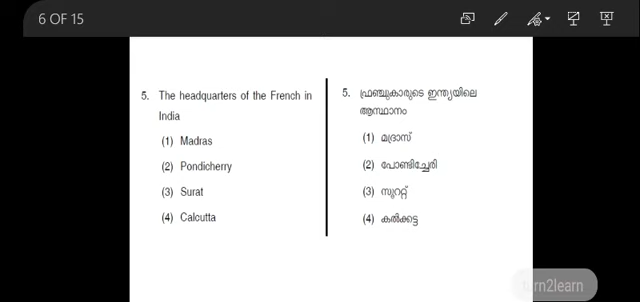 6 OF 15
5. The headquarters of the French in
India
(1) Madras
(2) Pondicherry
(3) Surat
(4) Calcutta
5. ഫ്രഞ്ചുകാരുടെ ഇന്ത്യയിലെ
ആസ്ഥാനം
(1) മദ്രാസ്
(2) പോണ്ടിച്ചേരി
(3) സൂററ്റ്
(4) കൽക്കട്ട
turn2learn